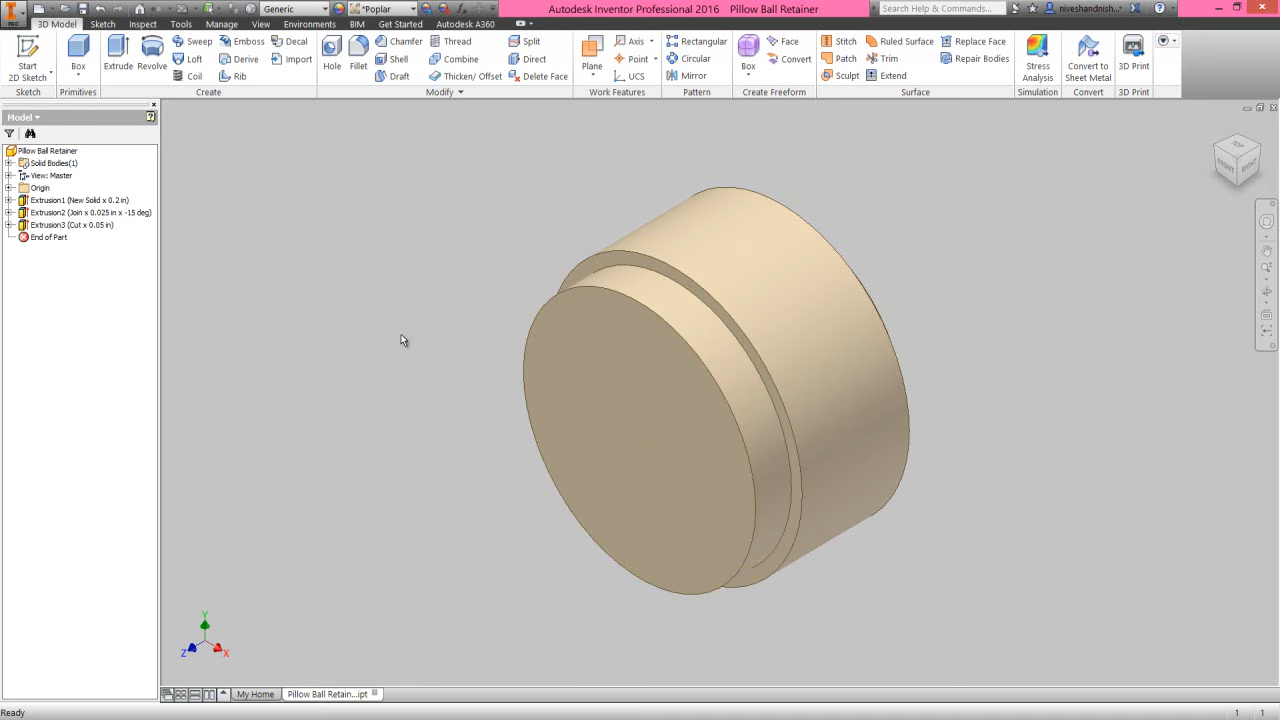 Generic
*Poplar
Autodesk Inventor Professional 2016 Pillow Ball Retainer
Search Help & Commands...
niveshandnish...
PRO
3D Model Sketch Inspect Tools Manage View Environments BIM Get Started Autodesk A360
Start
2D Sketch
Box
Extrude
Revolve
Sweep
Loft
Coil
Emboss
Derive
Rib
Decal
Import
Hole
Fillet
Chamfer
Shell
Draft
Thread
Combine
Thicken/ Offset
Split
Direct
Delete Face
Plane
Axis
Point
UCS
Rectangular
Circular
Mirror
Box
Face
Convert
Stitch
Patch
Sculpt
Ruled Surface
Trim
Extend
Replace Face
Repair Bodies
Stress
Analysis
Convert to
Sheet Metal
3D Print
Sketch Primitives Create Modify Work Features Pattern Create Freeform Surface Simulation Convert 3D Print
Model
Pillow Ball Retainer
Solid Bodies(1)
View: Master
Origin
Extrusion1 (New Solid x 0.2 in)
Extrusion2 (Join x 0.025 in x -15 deg)
Extrusion3 (Cut x 0.05 in)
End of Part
TOP
FRONT
RIGHT
Y
Z
X
My Home
Pillow Ball Retain...ipt
Ready
1 1